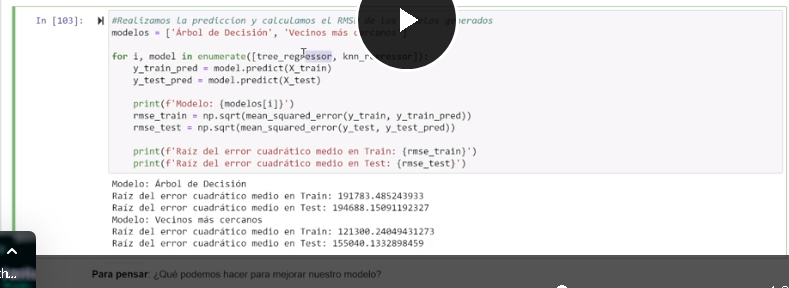 In [103]:
#Realizamos la prediccion y calculamos el RMS de los generados
modelos = ['Árbol de Decisión', 'Vecinos más
for i, model in enumerate([tree_regressor,
y_train_pred = model.predict(X_train)
y_test_pred = model.predict(X_test)
print(f'Modelo: {modelos[i]}')
rmse_train = np.sqrt(mean_squared_error(y_train, y_train_pred))
rmse_test = np.sqrt(mean_squared_error(y_test, y_test_pred))
print(f'Raíz del error cuadrático medio en Train: {rmse_train}')
print(f'Raíz del error cuadrático medio en Test: {rmse_test}')
Modelo: Árbol de Decisión
Raíz del error cuadrático medio en Train: 191783.485243933
Raíz del error cuadrático medio en Test: 194688.15091192327
Modelo: Vecinos más cercanos
Raíz del error cuadrático medio en Train: 121300.24049431273
Raíz del error cuadrático medio en Test: 155040.1332898459
Para pensar: ¿Qué podemos hacer para mejorar nuestro modelo?